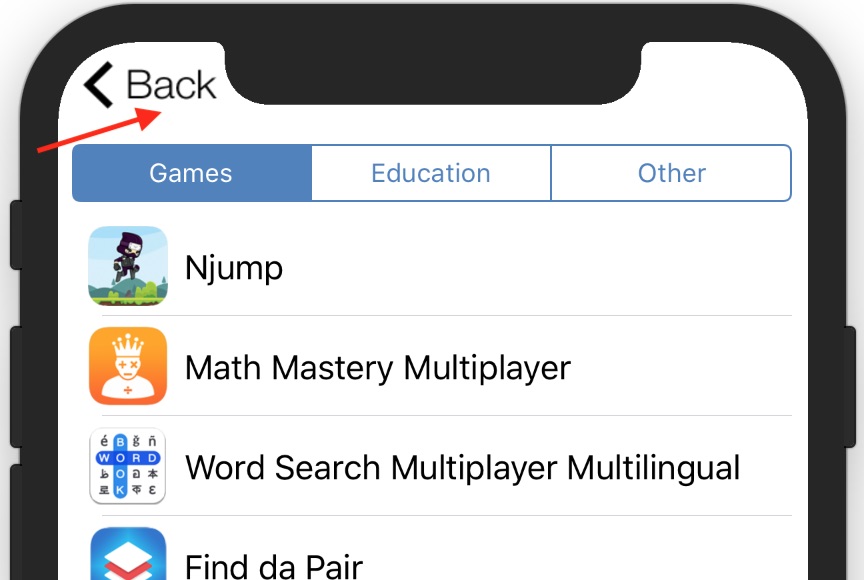 Back
Games Education Other
Njump
Math Mastery Multiplayer
Word Search Multiplayer Multilingual
Find da Pair